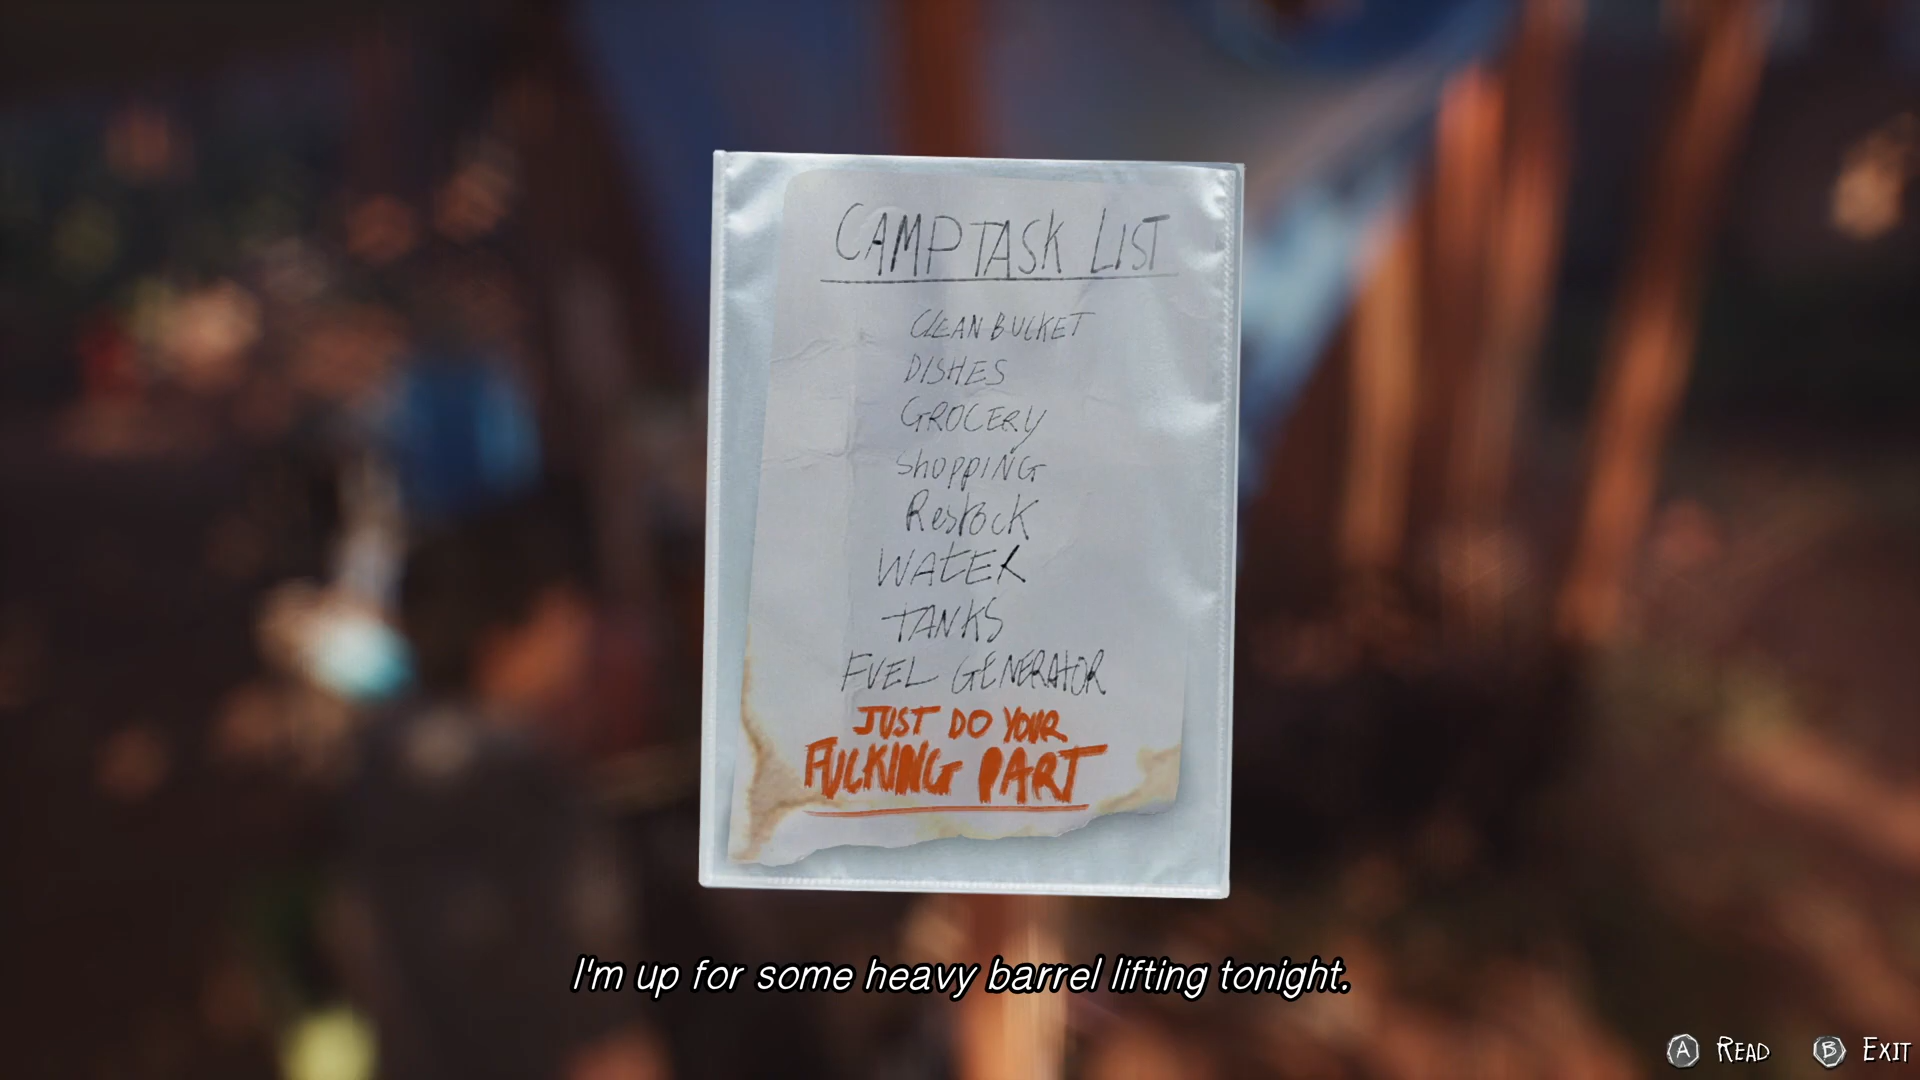 CAMP TASK LIST
CLEAN BUCKET
DISHES
GROCERY
ShOPPING
Restock
WAtER
TANKS
FUEL GENERATOR
JUST DO YOUR
FUCKING PART
I'm up for some heavy barrel lifting tonight.
A READ B EXIT